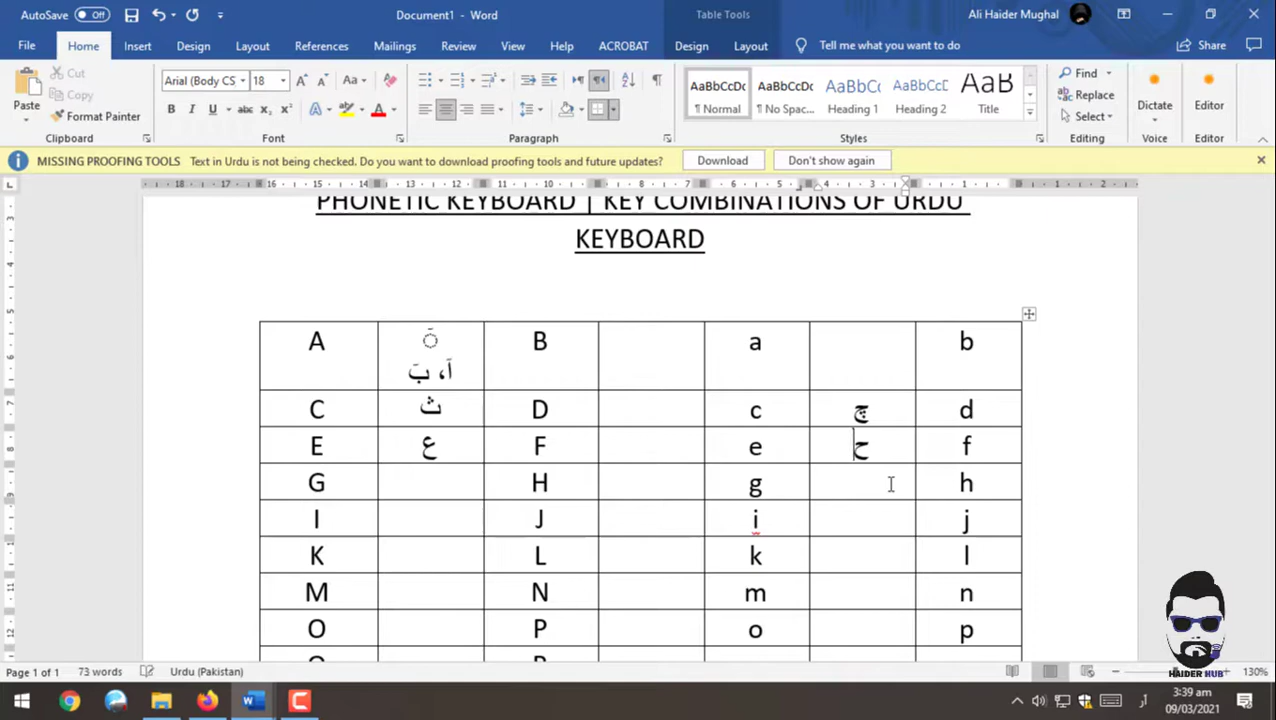 AutoSave Off
Document1 - Word
Table Tools
Ali Haider Mughal
File Home Insert Design Layout References Mailings Review View Help ACROBAT Design Layout Tell me what you want to do Share
Paste
Cut
Copy
Format Painter
Clipboard
Arial (Body CS 18
Font
Paragraph
AaBbCcDc AaBbCcDc AaBbCc AaBbCcD AaB
¶ Normal ¶ No Spac... Heading 1 Heading 2 Title
Styles
Find
Replace
Select
Editing
Dictate
Voice
Editor
Editor
MISSING PROOFING TOOLS Text in Urdu is not being checked. Do you want to download proofing tools and future updates? Download Don't show again
PHONETIC KEYBOARD | KEY COMBINATIONS OF URDU
KEYBOARD
A B a b
C ث D c چ d
E ع F e ح f
G H g h
I J i j
K L k l
M N m n
O P o p
Page 1 of 1 73 words Urdu (Pakistan) 130%
HAIDER HUB
3:39 am
09/03/2021